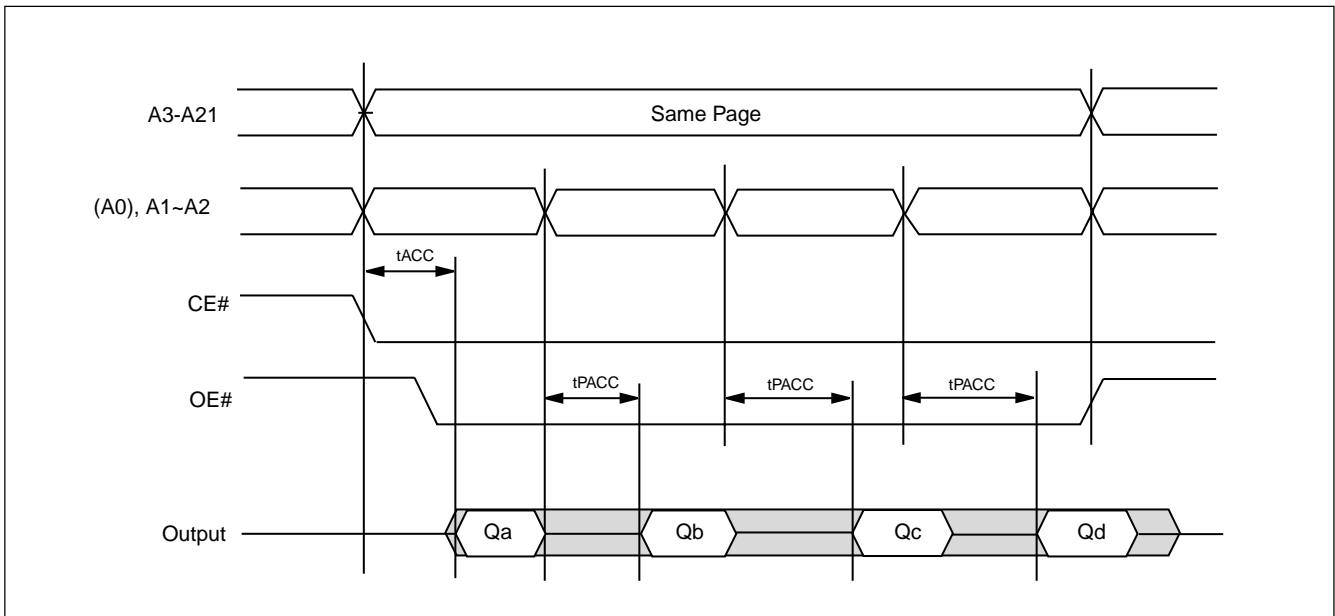 A3-A21
Same Page
(A0), A1~A2
tACC
CE#
OE#
tPACC
tPACC
tPACC
Output
Qa
Qb
Qc
Qd